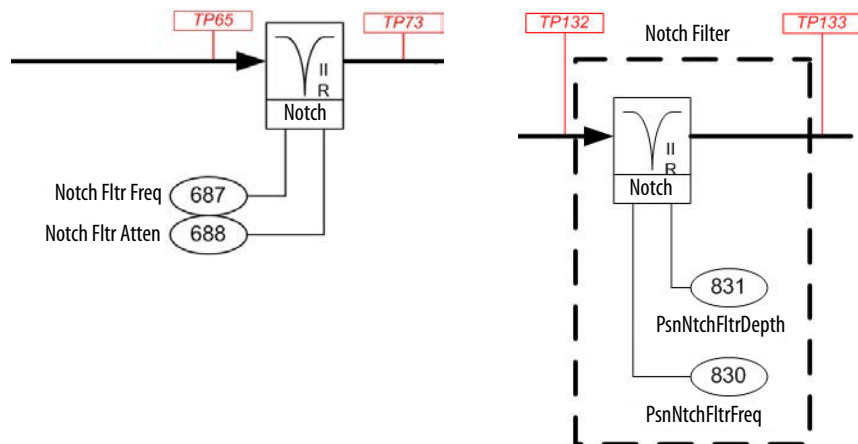 TP65
TP73
II
R
Notch
Notch Fltr Freq 687
Notch Fltr Atten 688
TP132
Notch Filter
TP133
II
R
Notch
831
PsnNtchFltrDepth
830
PsnNtchFltrFreq